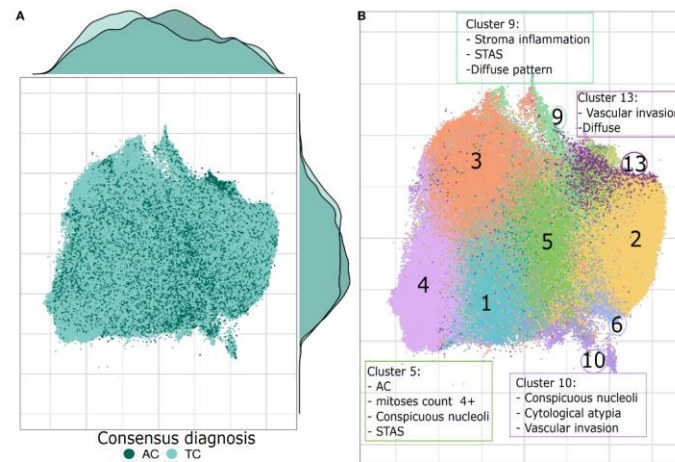 A
Consensus diagnosis
AC TC
B
Cluster 9:
- Stroma inflammation
- STAS
-Diffuse pattern
Cluster 13:
- Vascular invasion
-Diffuse
9
13
3
2
5
4
1
6
10
Cluster 5:
- AC
- mitoses count 4+
- Conspicuous nucleoli
- STAS
Cluster 10:
- Conspicuous nucleoli
- Cytological atypia
- Vascular invasion